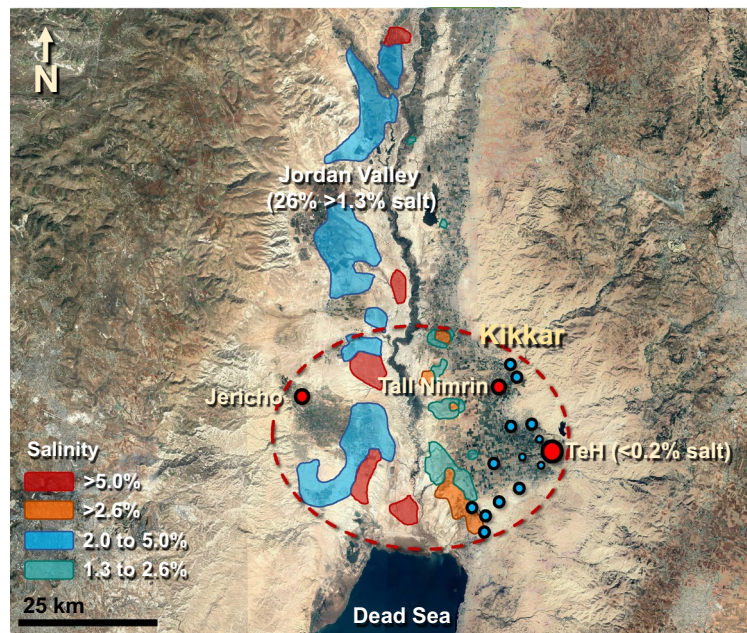 N
Jordan Valley
(26% >1.3% salt)
Kikkar
Jericho
Tall Nimrin
TeH (<0.2% salt)
Salinity
>5.0%
>2.6%
2.0 to 5.0%
1.3 to 2.6%
25 km
Dead Sea